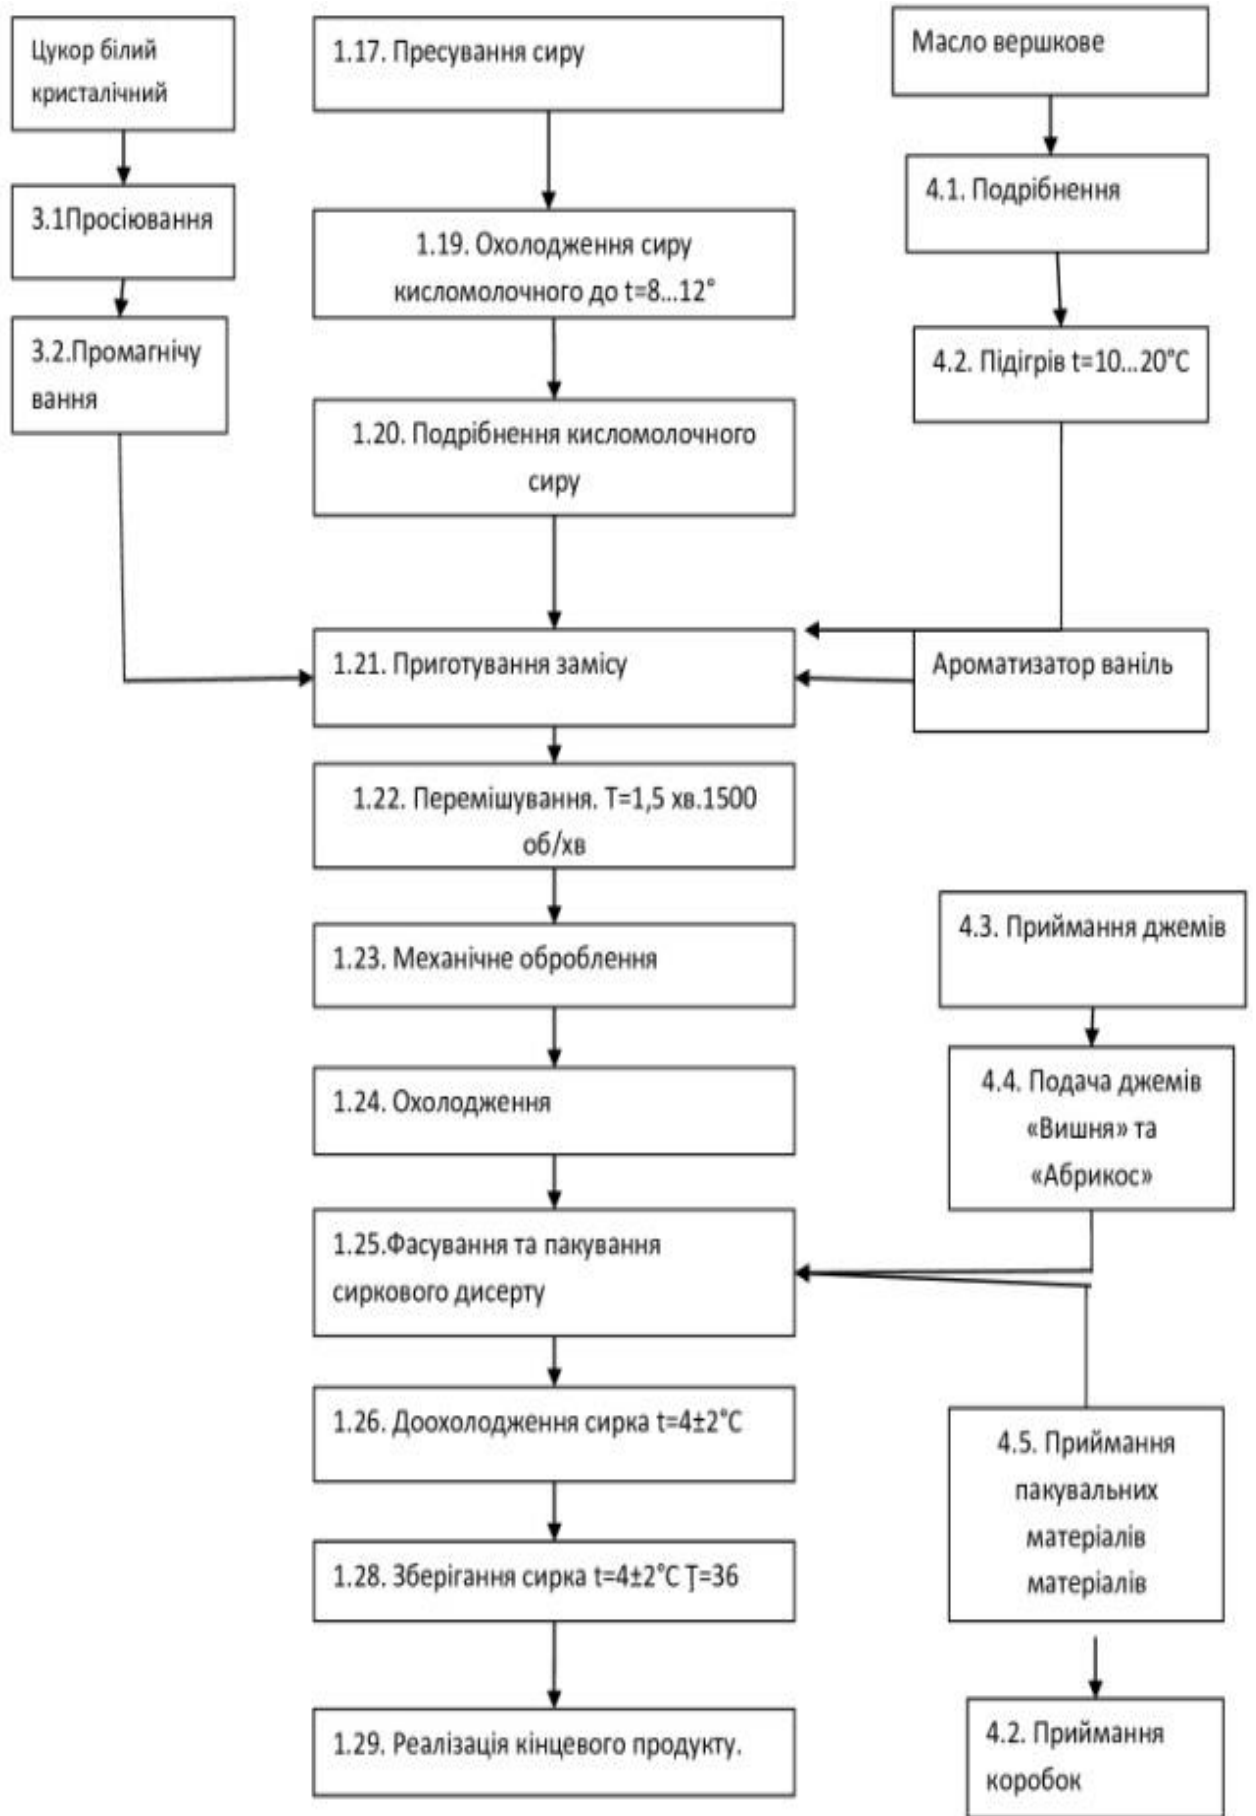 Цукор білий
кристалічний
1.17. Пресування сиру
Масло вершкове
3.1Просіювання
4.1. Подрібнення
1.19. Охолодження сиру
кисломолочного до t=8...12°
3.2.Промагнічу
вання
4.2. Підігрів t=10...20°C
1.20. Подрібнення кисломолочного
сиру
1.21. Приготування замісу
Ароматизатор ваніль
1.22. Перемішування. T=1,5 хв.1500
об/хв
1.23. Механічне оброблення
4.3. Приймання джемів
1.24. Охолодження
4.4. Подача джемів
«Вишня» та
«Абрикос»
1.25.Фасування та пакування
сиркового дисерту
1.26. Доохолодження сирка t=4±2°C
4.5. Приймання
пакувальних
матеріалів
матеріалів
1.28. Зберігання сирка t=4±2°C Ţ=36
1.29. Реалізація кінцевого продукту.
4.2. Приймання
коробок